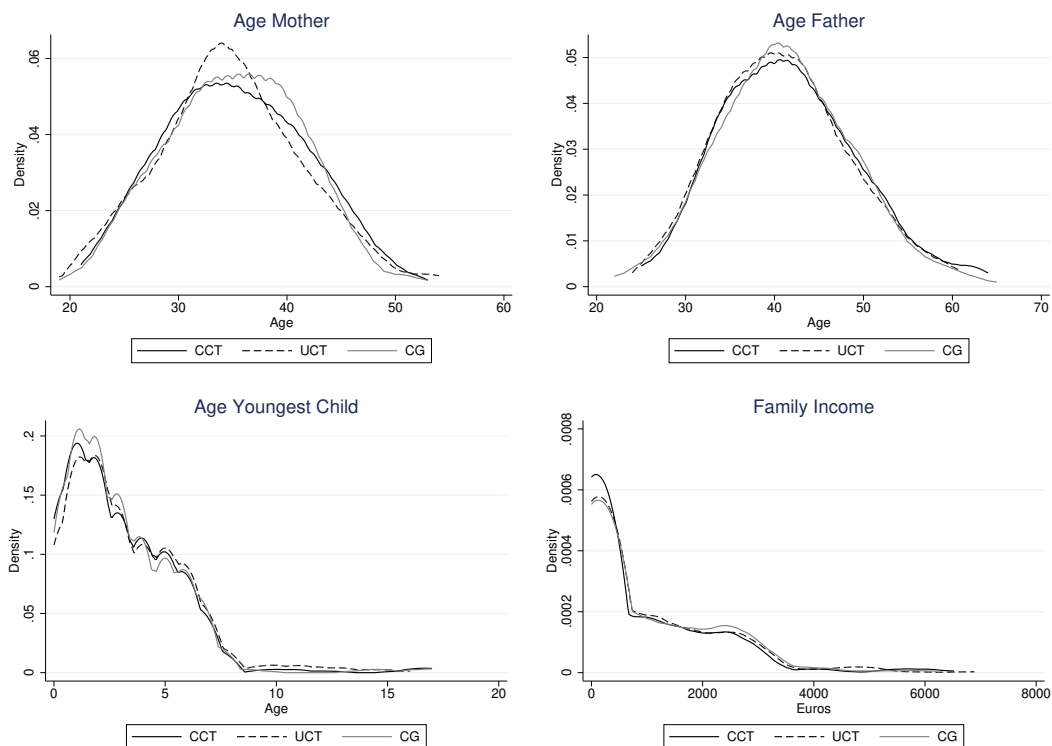 Age Mother
Density
0 .02 .04 .06
20 30 40 50 60
Age
CCT UCT CG
Age Father
Density
0 .01 .02 .03 .04 .05
20 30 40 50 60 70
Age
CCT UCT CG
Age Youngest Child
Density
0 .05 .1 .15 .2
0 5 10 15 20
Age
CCT UCT CG
Family Income
Density
0 .0002 .0004 .0006 .0008
0 2000 4000 6000 8000
Euros
CCT UCT CG